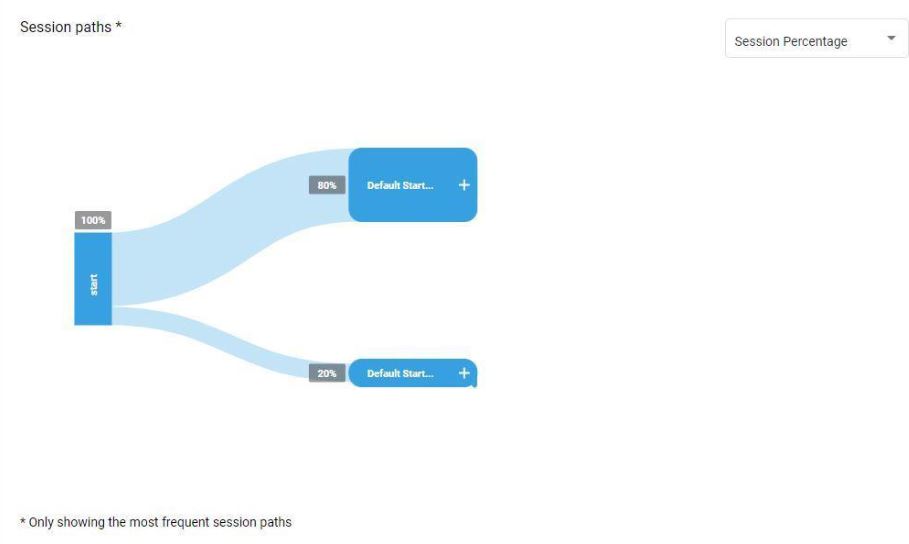 Session paths *
Session Percentage
80%
Default Start...
100%
start
20%
Default Start...
* Only showing the most frequent session paths